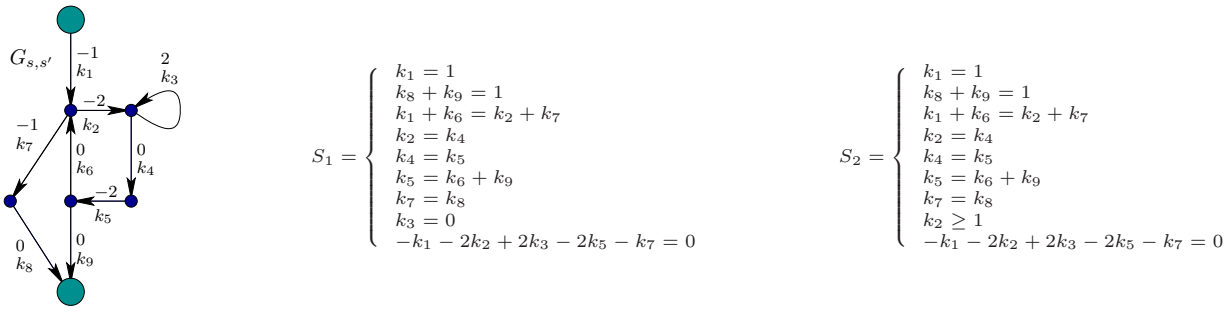 G_{s,s'}
−1
k_1
2
k_3
−2
k_2
−1
k_7
0
k_6
0
k_4
−2
k_5
0
k_8
0
k_9
S_1 = {
k_1 = 1
k_8 + k_9 = 1
k_1 + k_6 = k_2 + k_7
k_2 = k_4
k_4 = k_5
k_5 = k_6 + k_9
k_7 = k_8
k_3 = 0
−k_1 − 2k_2 + 2k_3 − 2k_5 − k_7 = 0
S_2 = {
k_1 = 1
k_8 + k_9 = 1
k_1 + k_6 = k_2 + k_7
k_2 = k_4
k_4 = k_5
k_5 = k_6 + k_9
k_7 = k_8
k_2 ≥ 1
−k_1 − 2k_2 + 2k_3 − 2k_5 − k_7 = 0